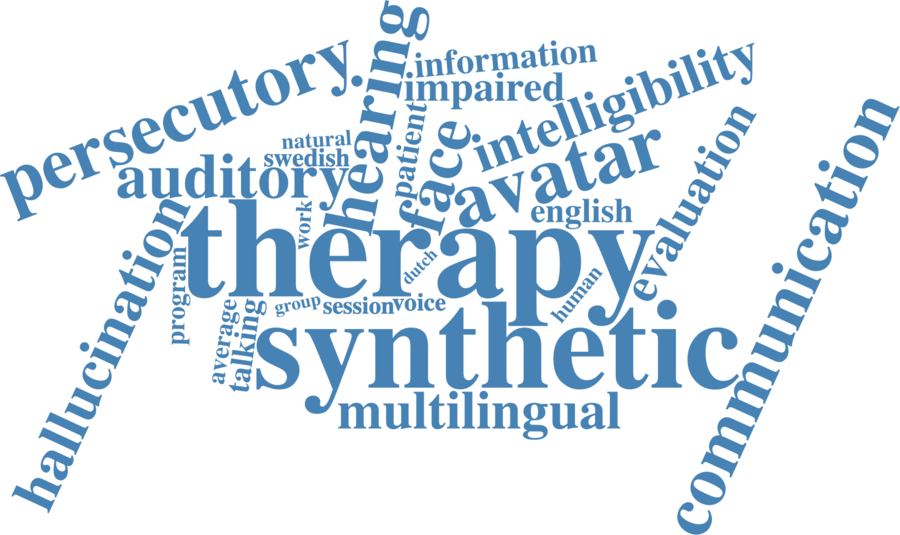 persecutory
hearing
information
impaired
intelligibility
natural
swedish
auditory
patient
face
avatar
evaluation
communication
english
work
therapy
hallucination
program
dutch
human
group
session
voice
average
talking
synthetic
multilingual